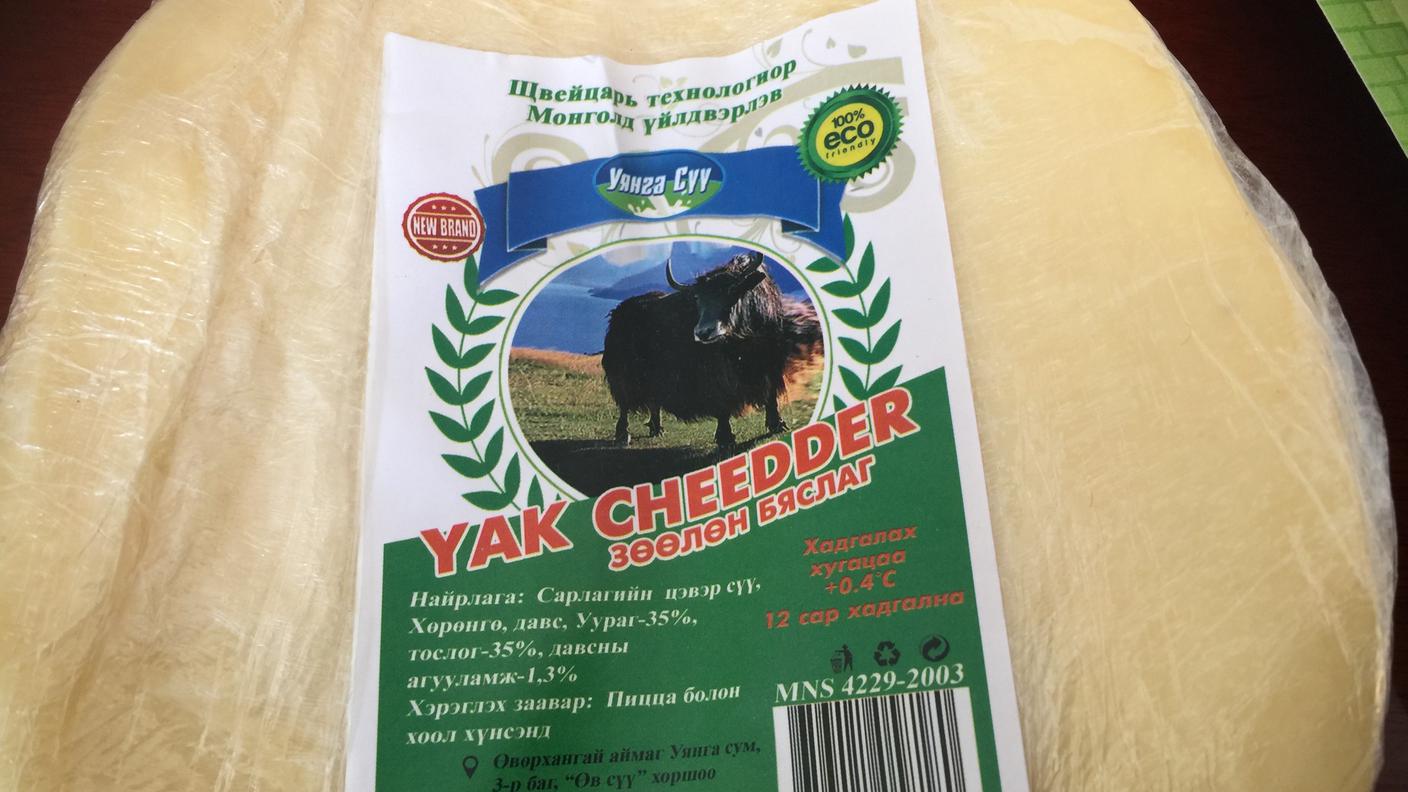 Щвейцарь технологиор
Монголд үйлдвэрлэв
100%
eco
friendly
Уянга Сүү
NEW BRAND
YAK CHEEDDER
ЗӨӨЛӨН БЯСЛАГ
Хадгалах
хугацаа
+0.4°C
12 сар хадгална
Найрлага: Сарлагийн цэвэр сүү,
Хөрөнгө, давс, Уураг-35%,
тослог-35%, давсны
агууламж-1,3%
Хэрэглэх заавар: Пицца болон
хоол хүнсэнд
MNS 4229-2003
Өвөрхангай аймаг Уянга сум,
3-р баг, “Өв сүү” хоршоо